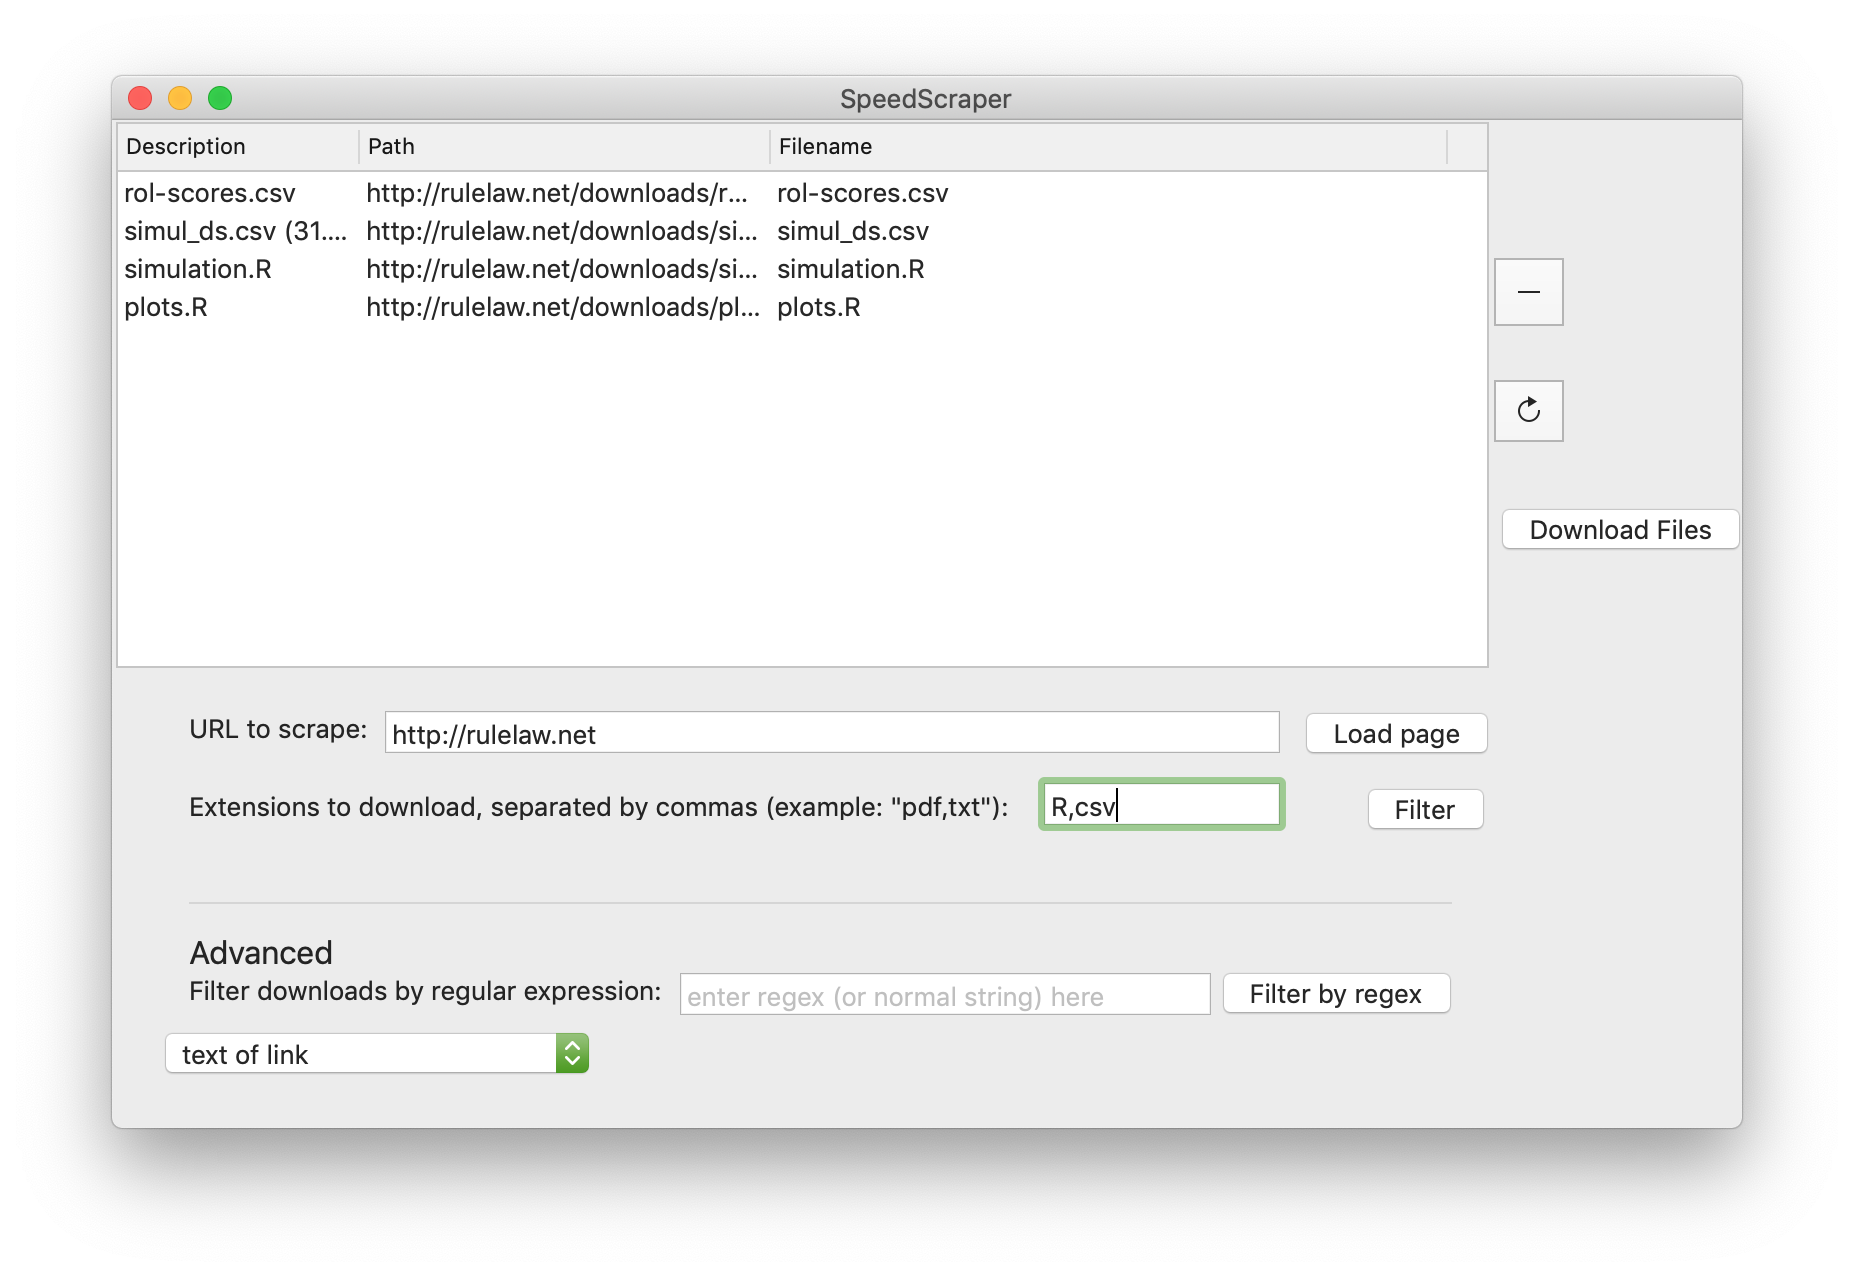 SpeedScraper
Description Path Filename
rol-scores.csv http://rulelaw.net/downloads/r... rol-scores.csv
simul_ds.csv (31.... http://rulelaw.net/downloads/si... simul_ds.csv
simulation.R http://rulelaw.net/downloads/si... simulation.R
plots.R http://rulelaw.net/downloads/pl... plots.R
Download Files
URL to scrape: http://rulelaw.net Load page
Extensions to download, separated by commas (example: "pdf,txt"): R,csv Filter
Advanced
Filter downloads by regular expression: enter regex (or normal string) here Filter by regex
text of link